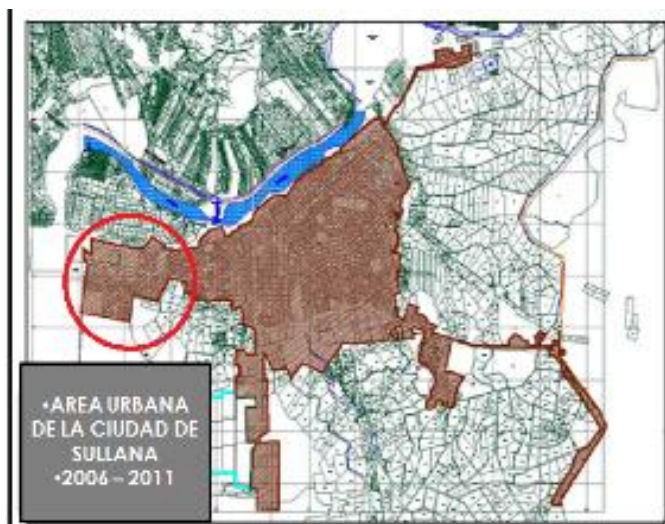 •AREA URBANA
DE LA CIUDAD DE
SULLANA
•2006 – 2011